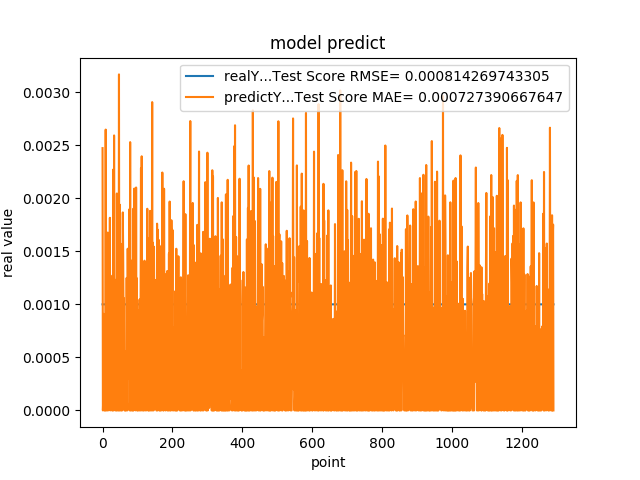 model predict
realY...Test Score RMSE= 0.000814269743305
predictY...Test Score MAE= 0.000727390667647
real value
0.0030
0.0025
0.0020
0.0015
0.0010
0.0005
0.0000
0 200 400 600 800 1000 1200
point